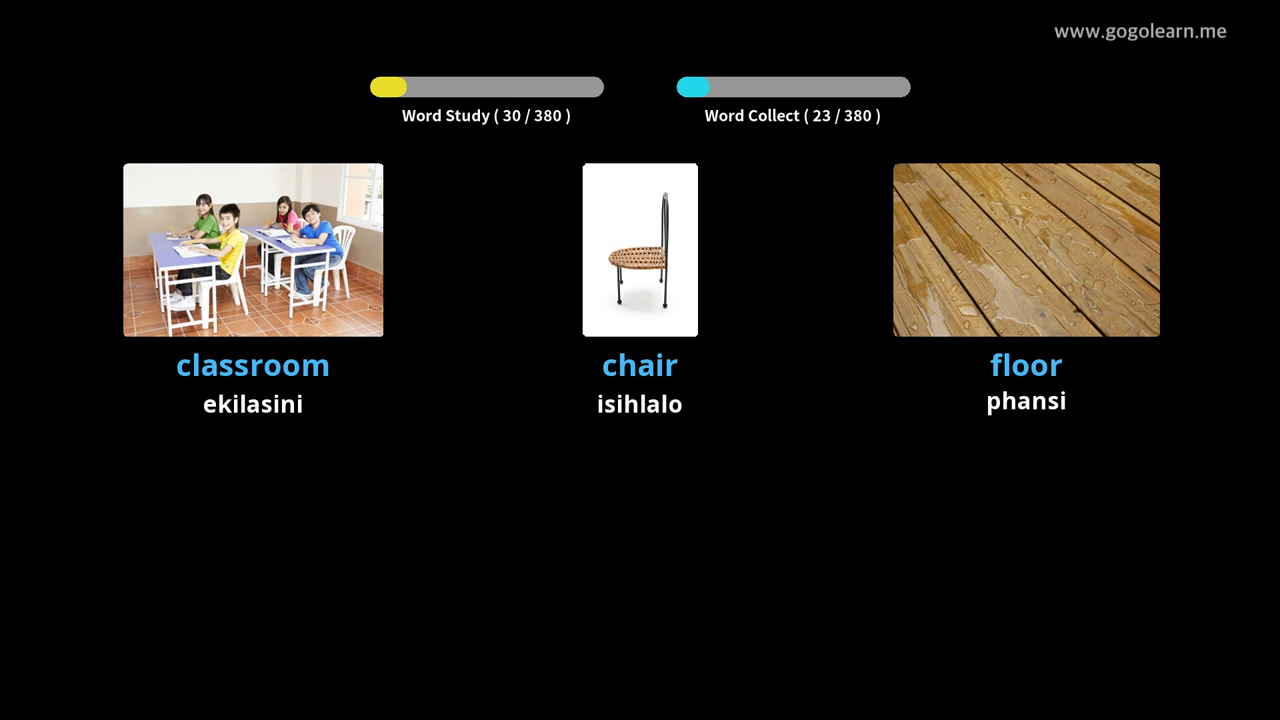 www.gogolearn.me
Word Study ( 30 / 380 )
Word Collect ( 23 / 380 )
classroom
ekilasini
chair
isihlalo
floor
phansi